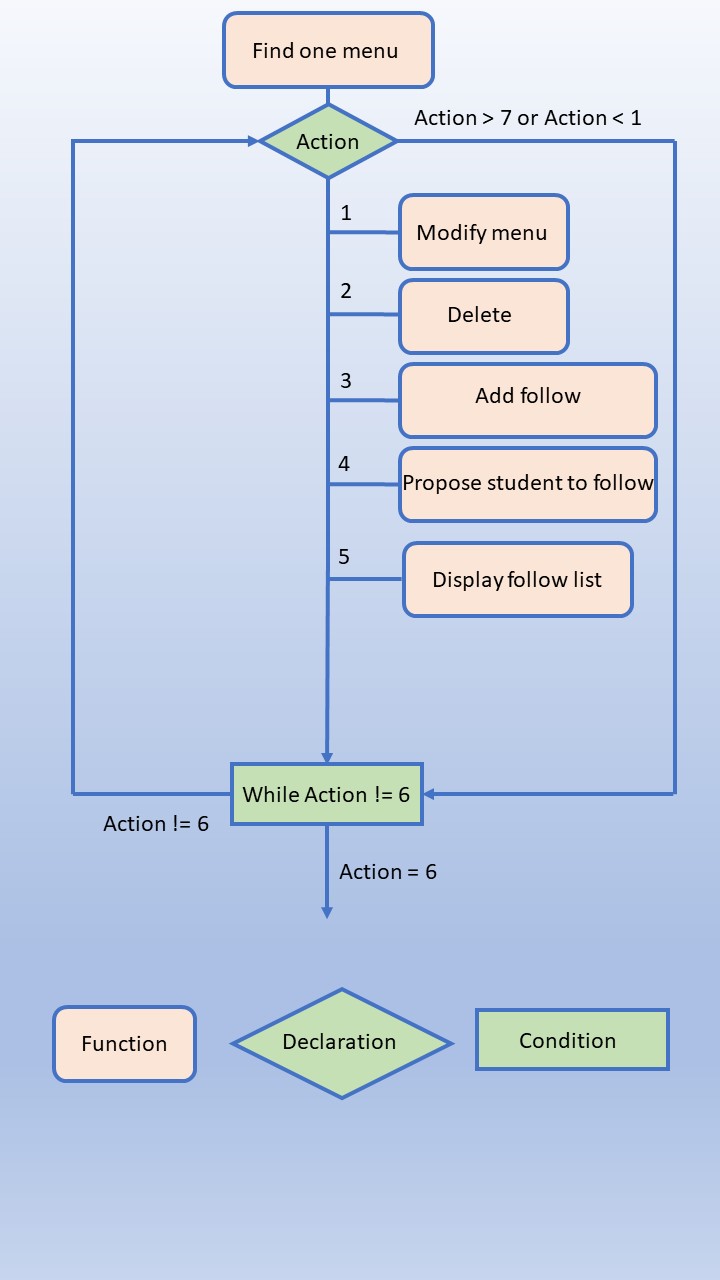 Find one menu
Action > 7 or Action < 1
Action
1
Modify menu
2
Delete
3
Add follow
4
Propose student to follow
5
Display follow list
While Action != 6
Action != 6
Action = 6
Function
Declaration
Condition